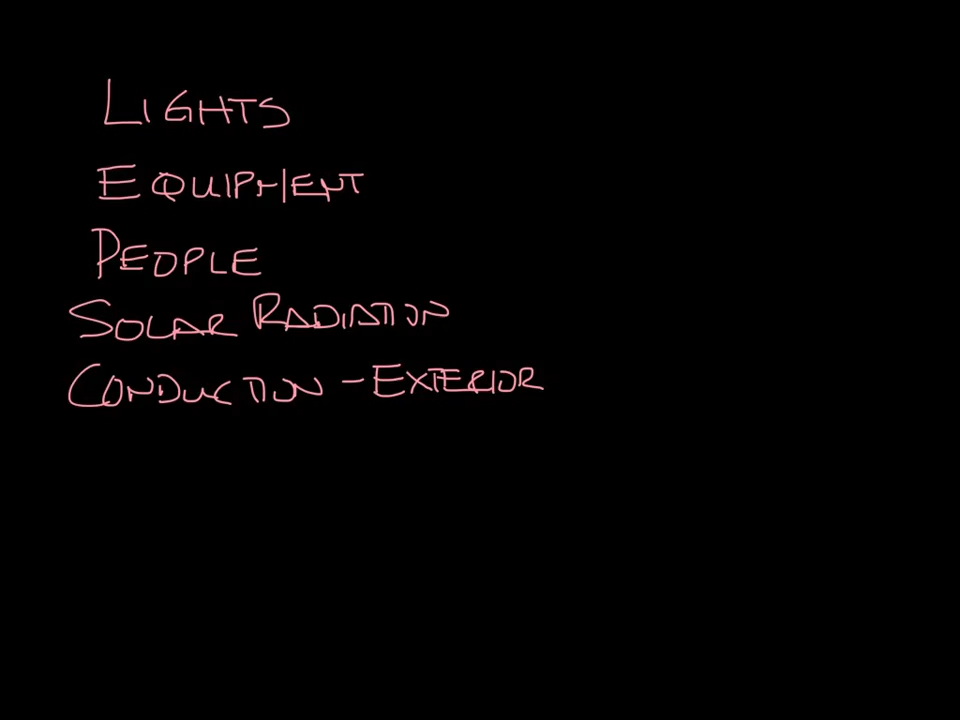 LIGHTS
EQUIPMENT
PEOPLE
SOLAR RADIATION
CONDUCTION - EXTERIOR